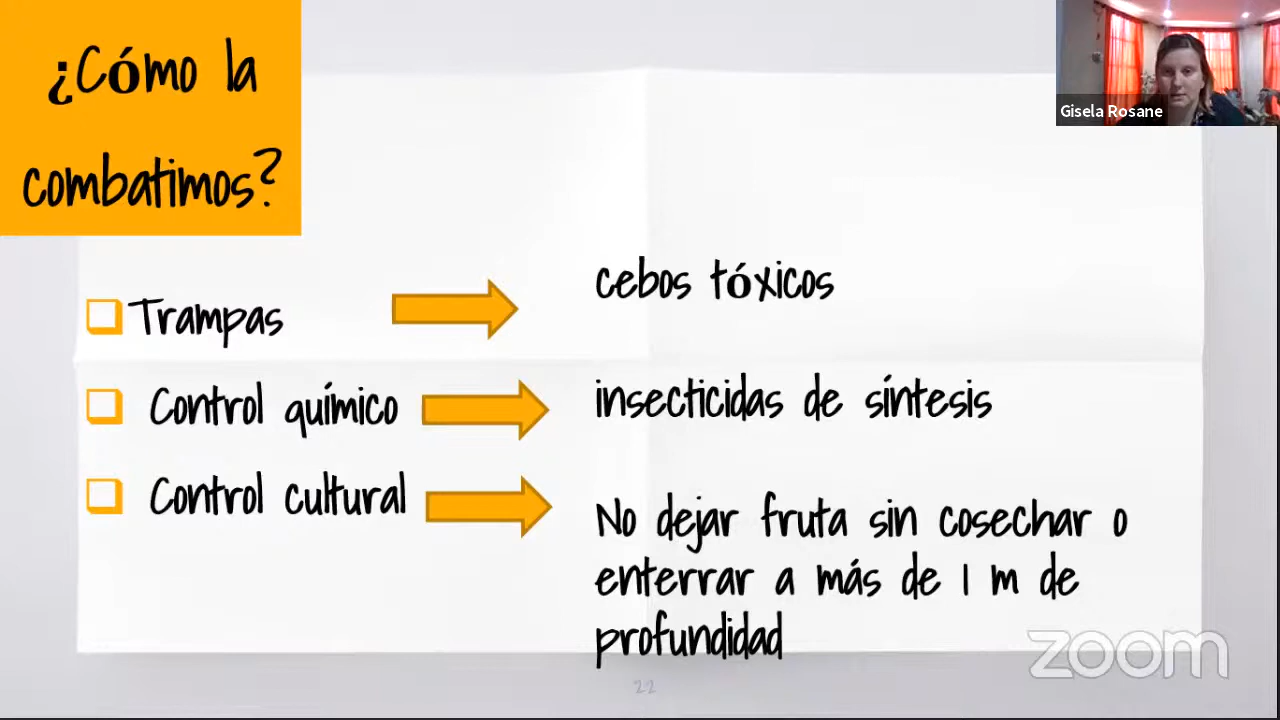 ¿Cómo la
combatimos?
Gisela Rosane
Trampas
cebos tóxicos
Control químico
insecticidas de síntesis
Control cultural
No dejar fruta sin cosechar o
enterrar a más de 1 m de
profundidad
zoom
22